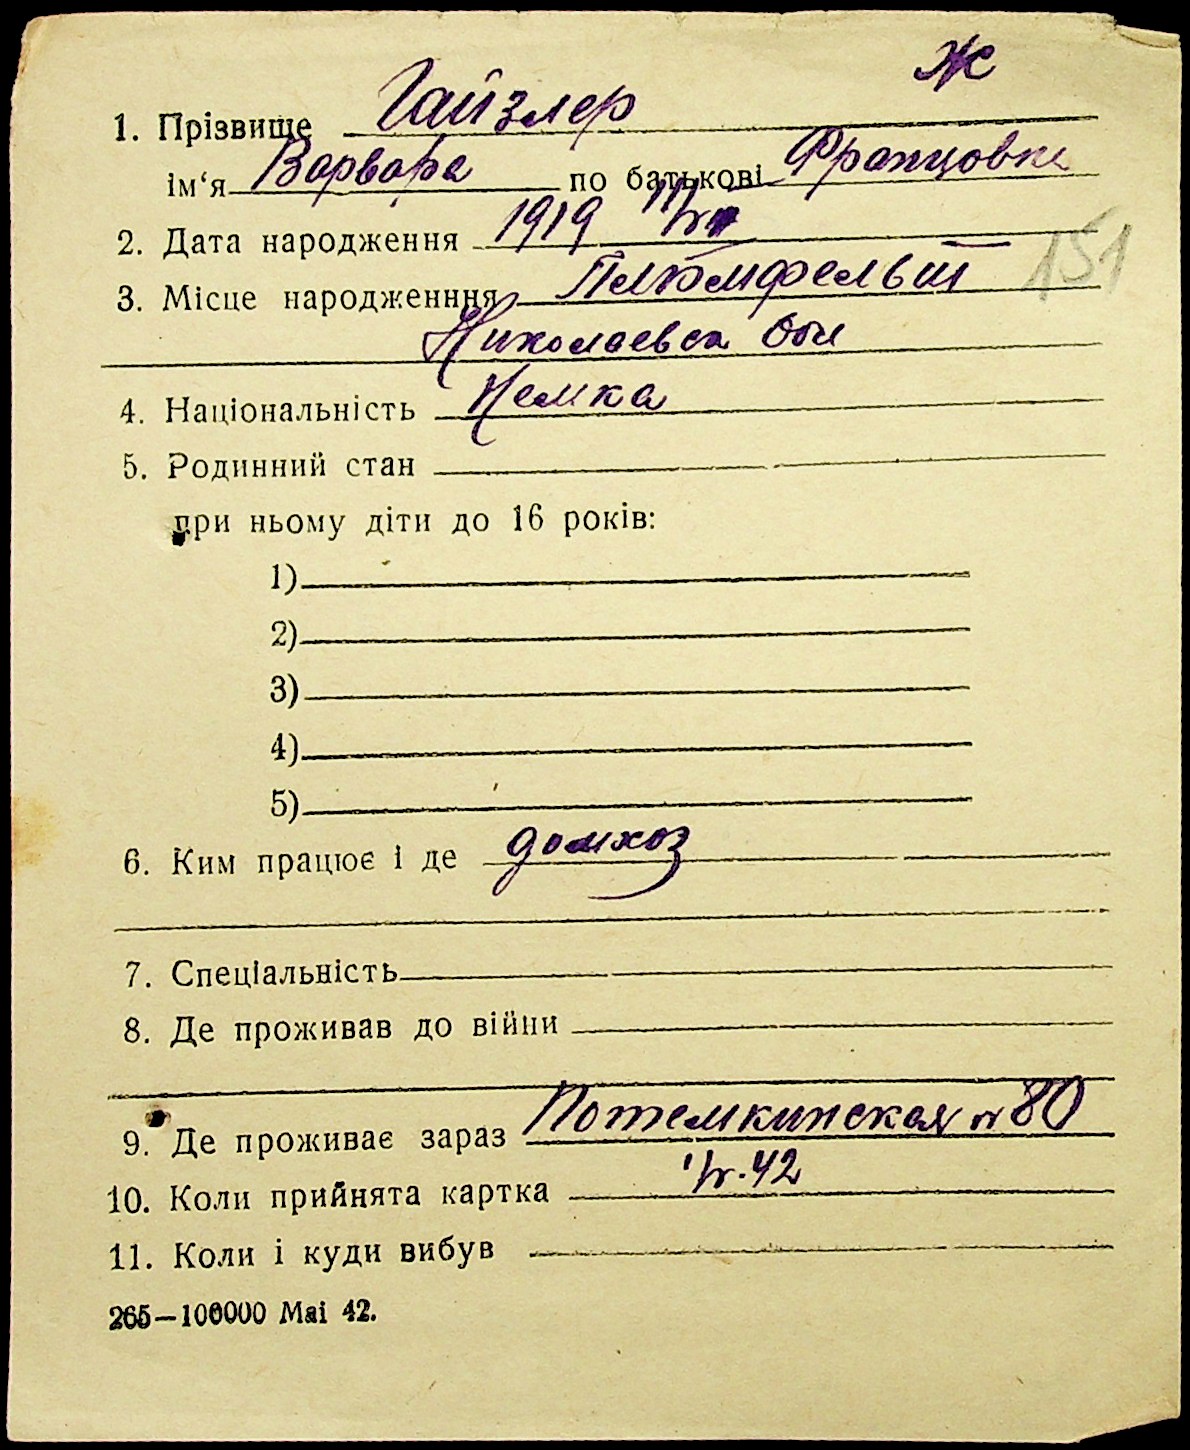 Ж
1. Прізвище Гайзлер
ім‘я Варвара по батькові Францовна
2. Дата народження 1919
3. Місце народженння 151
Николаевск Обл
4. Національність Немка
5. Родинний стан
при ньому діти до 16 років:
1)
2)
3)
4)
5)
6. Ким працює і де домхоз
7. Спеціальність
8. Де проживав до війни
9. Де проживає зараз Потемкинская № 80
10. Коли прийнята картка
11. Коли і куди вибув
265—100000 Mai 42.